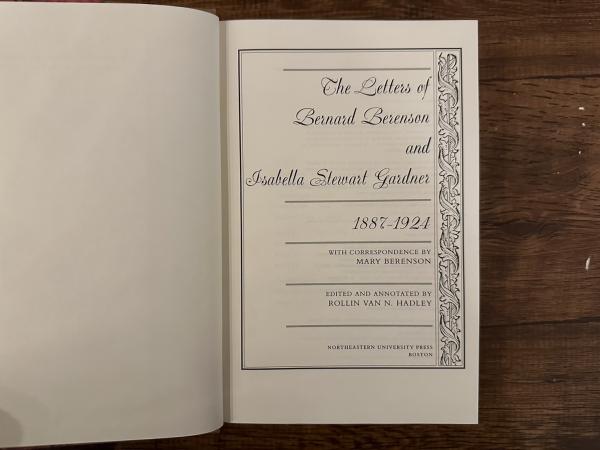 The Letters of
Bernard Berenson
and
Isabella Stewart Gardner
1887–1924
WITH CORRESPONDENCE BY
MARY BERENSON
EDITED AND ANNOTATED BY
ROLLIN VAN N. HADLEY
NORTHEASTERN UNIVERSITY PRESS
BOSTON